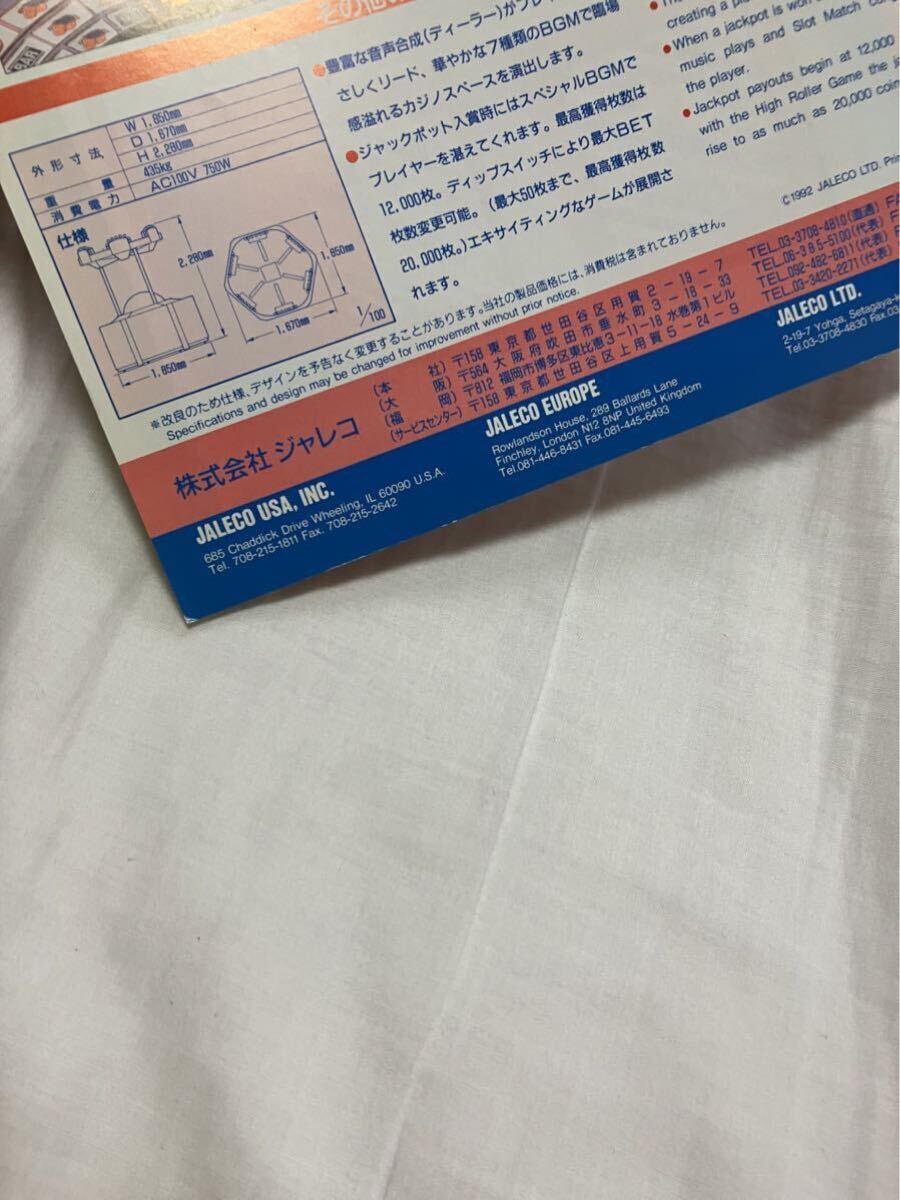 BAR
その他の
外形寸法
W 1,850mm
D 1,670mm
H 2,280mm
重量
435kg
消費電力
AC100V 750W
仕様
2,280mm
1,850mm
1,850mm
1,670mm
1/100
●豊富な音声合成(ディーラー)がプレイ
さしくリード、華やかな7種類のBGMで臨場
感溢れるカジノスペースを演出します。
●ジャックポット入賞時にはスペシャルBGMで
プレイヤーを湛えてくれます。最高獲得枚数は
12,000枚。ディップスイッチにより最大BET
枚数変更可能。(最大50枚まで、最高獲得枚数
20,000枚。)エキサイティングなゲームが展開さ
れます。
creating a
●When a jackpot is won
music plays and Slot Match
the player.
●Jackpot payouts begin at 12,000
with the High Roller Game the
rise to as much as 20,000
©1992 JALECO LTD.
※改良のため仕様、デザインを予告なく変更することがあります。当社の製品価格には、消費税は含まれておりません。
Specifications and design may be changed for improvement without prior notice.
株式会社 ジャレコ
(本社)〒158 東京都世田谷区用賀2-19-7
TEL.03-3708-4810(直通)
(大阪)〒564 大阪府吹田市垂水町3-18-33
TEL.06-385-5100(代表)
(福岡)〒812 福岡市博多区東比恵3-11-18 水巻第1ビル
TEL.092-482-6811(代表)
(サービスセンター)〒158 東京都世田谷区上用賀5-24-9
TEL.03-3420-2271(代表)
JALECO USA, INC.
685 Chaddick Drive Wheeling, IL 60090 U.S.A.
Tel. 708-215-1811 Fax. 708-215-2642
JALECO EUROPE
Rowlandson House, 289 Ballards Lane
Finchley, London N12 8NP United Kingdom
Tel.081-446-8431 Fax.081-445-6493
JALECO LTD.
2-19-7 Yohga, Setagaya-
Tel.03-3708-4830